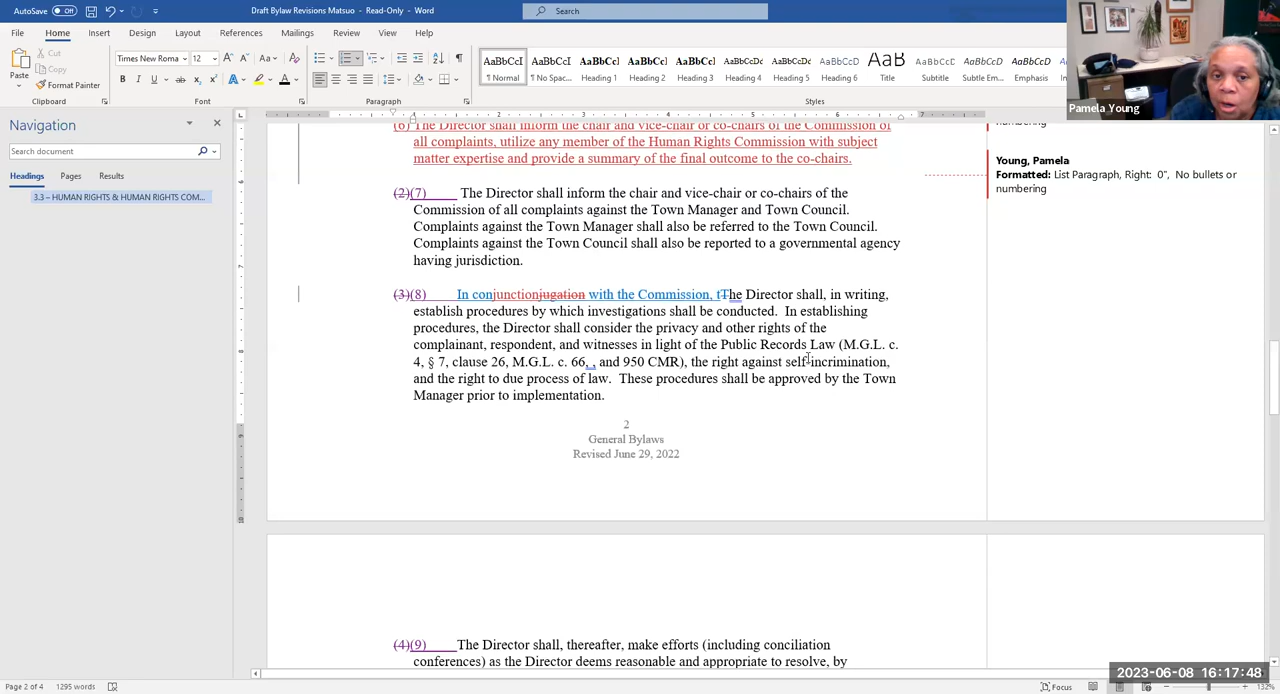 AutoSave Off
Draft Bylaw Revisions Matsuo - Read-Only - Word
Search
File Home Insert Design Layout References Mailings Review View Help
Paste
Cut
Copy
Format Painter
Clipboard
Times New Roma 12
Font
Paragraph
AaBbCcI AaBbCcI AaBbCc AaBbCc AaBbCc AaBbCcDc AaBbCcDc AaBbCcD AaB AaBbCcD AaBbCcDd AaBbCcDd
¶ Normal ¶ No Spac... Heading 1 Heading 2 Heading 3 Heading 4 Heading 5 Heading 6 Title Subtitle Subtle Em... Emphasis
Styles
Pamela Young
Navigation
Search document
Headings Pages Results
3.3 – HUMAN RIGHTS & HUMAN RIGHTS COM...
(6) The Director shall inform the chair and vice-chair or co-chairs of the Commission of
all complaints, utilize any member of the Human Rights Commission with subject
matter expertise and provide a summary of the final outcome to the co-chairs.
(2)(7) The Director shall inform the chair and vice-chair or co-chairs of the
Commission of all complaints against the Town Manager and Town Council.
Complaints against the Town Manager shall also be referred to the Town Council.
Complaints against the Town Council shall also be reported to a governmental agency
having jurisdiction.
(3)(8) In conjunctionjugation with the Commission, tThe Director shall, in writing,
establish procedures by which investigations shall be conducted. In establishing
procedures, the Director shall consider the privacy and other rights of the
complainant, respondent, and witnesses in light of the Public Records Law (M.G.L. c.
4, § 7, clause 26, M.G.L. c. 66, , and 950 CMR), the right against self-incrimination,
and the right to due process of law. These procedures shall be approved by the Town
Manager prior to implementation.
2
General Bylaws
Revised June 29, 2022
(4)(9) The Director shall, thereafter, make efforts (including conciliation
conferences) as the Director deems reasonable and appropriate to resolve, by
numbering
Young, Pamela
Formatted: List Paragraph, Right: 0", No bullets or
numbering
2023-06-08 16:17:48
Page 2 of 4 1295 words
Focus
132%